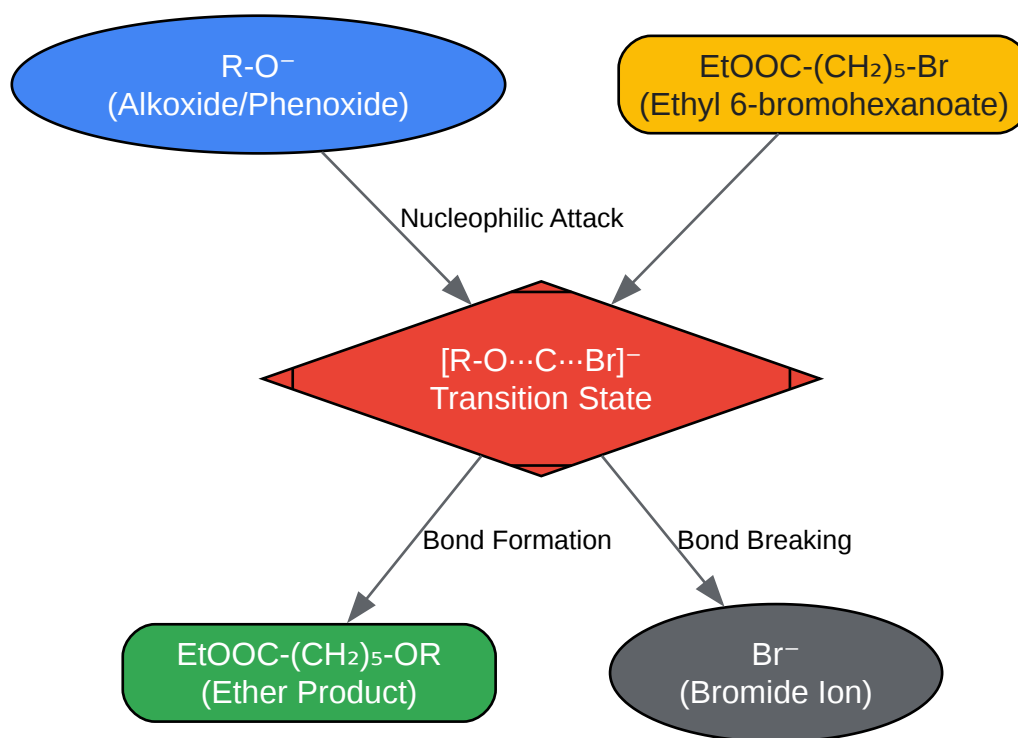 R-O⁻
(Alkoxide/Phenoxide)
EtOOC-(CH₂)₅-Br
(Ethyl 6-bromohexanoate)
Nucleophilic Attack
[R-O···C···Br]⁻
Transition State
Bond Formation
Bond Breaking
EtOOC-(CH₂)₅-OR
(Ether Product)
Br⁻
(Bromide Ion)